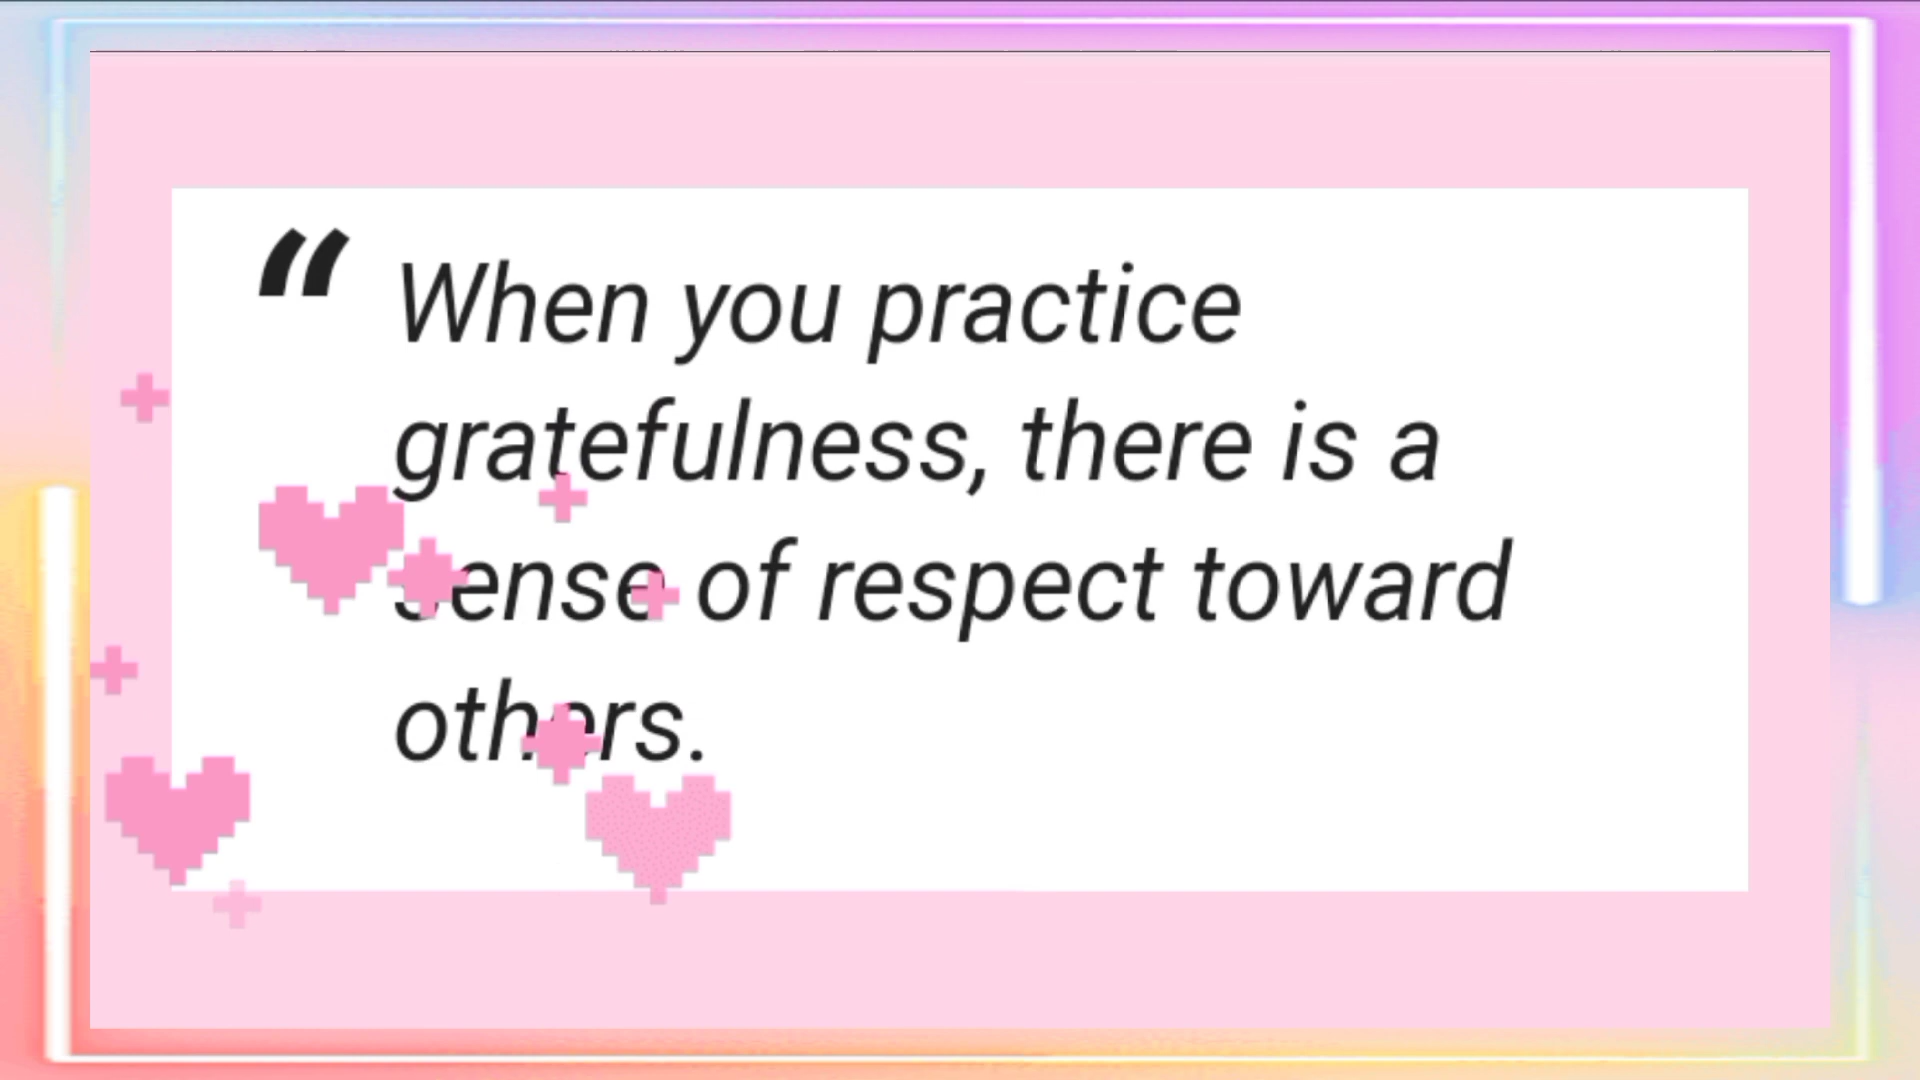 “ When you practice
gratefulness, there is a
sense of respect toward
others.